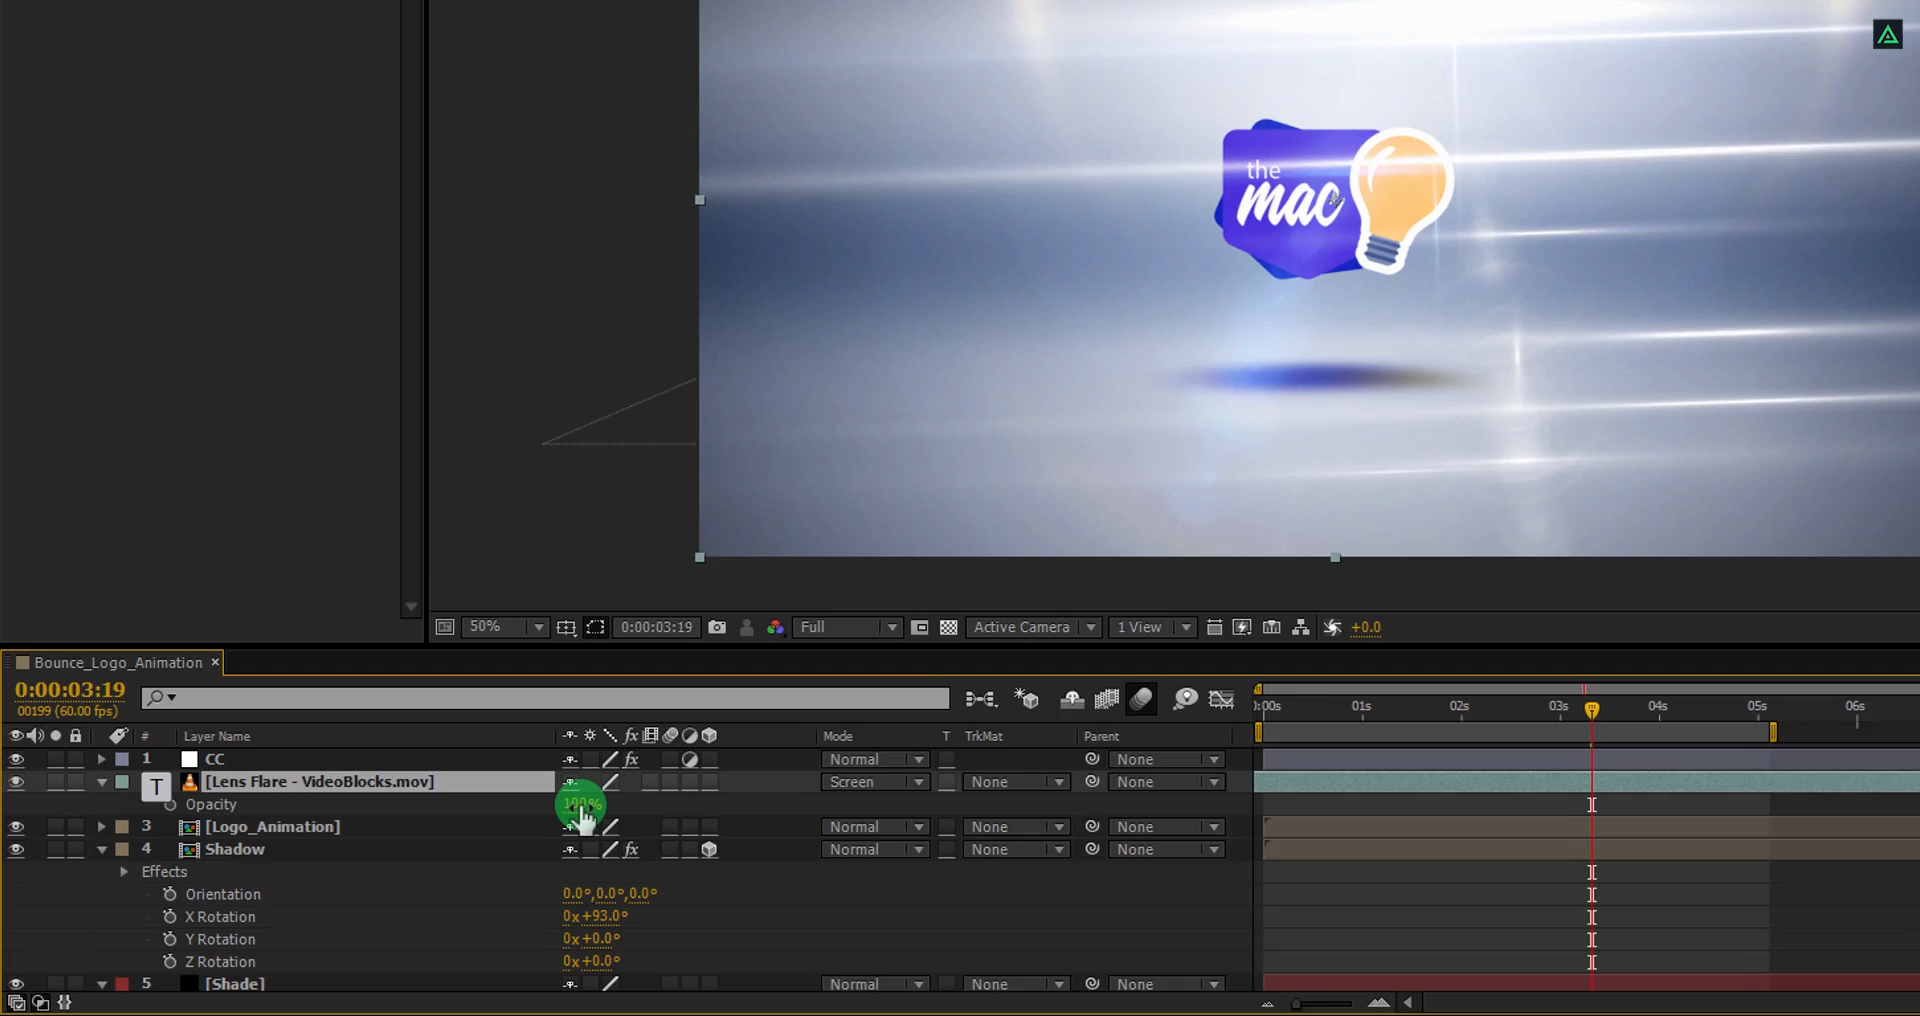 the
mac
50%
0:00:03:19
Full
Active Camera
1 View
+0.0
Bounce_Logo_Animation ×
0:00:03:19
00199 (60.00 fps)
:00s 01s 02s 03s 04s 05s 06s
# Layer Name fx Mode T TrkMat Parent
1 CC fx Normal None
T [Lens Flare - VideoBlocks.mov] Screen None None
Opacity 100%
3 [Logo_Animation] Normal None None
4 Shadow fx Normal None None
Effects
Orientation 0.0°,0.0°,0.0°
X Rotation 0x+93.0°
Y Rotation 0x+0.0°
Z Rotation 0x+0.0°
5 [Shade] Normal None None